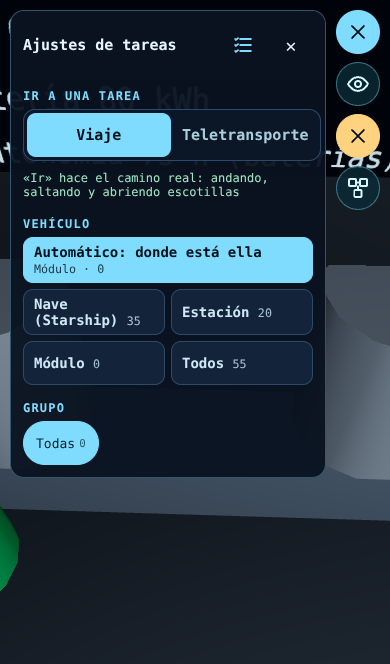 Ajustes de tareas ✕
IR A UNA TAREA
Viaje Teletransporte
«Ir» hace el camino real: andando,
saltando y abriendo escotillas
VEHÍCULO
Automático: donde está ella
Módulo · 0
Nave
(Starship) 35
Estación 20
Módulo 0
Todos 55
GRUPO
Todas 0
kWh